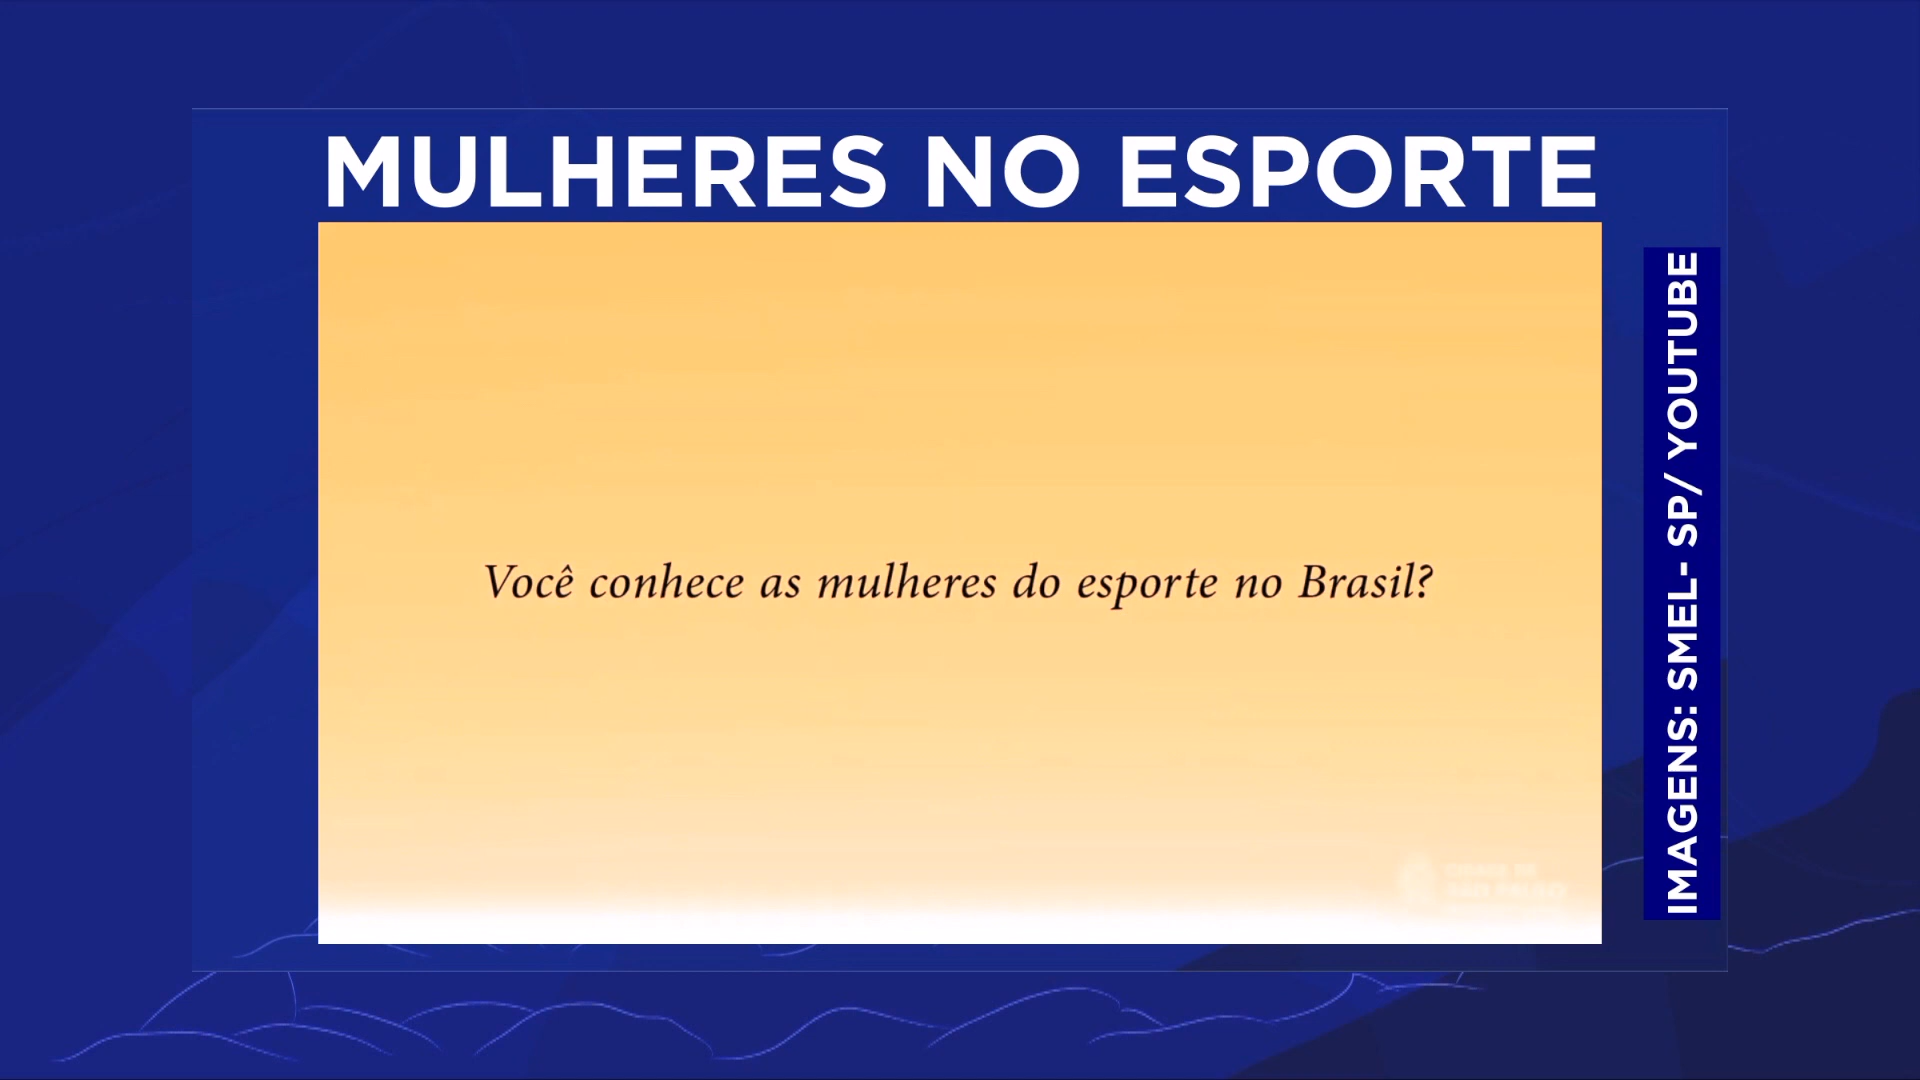 MULHERES NO ESPORTE
Você conhece as mulheres do esporte no Brasil?
IMAGENS: SMEL- SP/ YOUTUBE